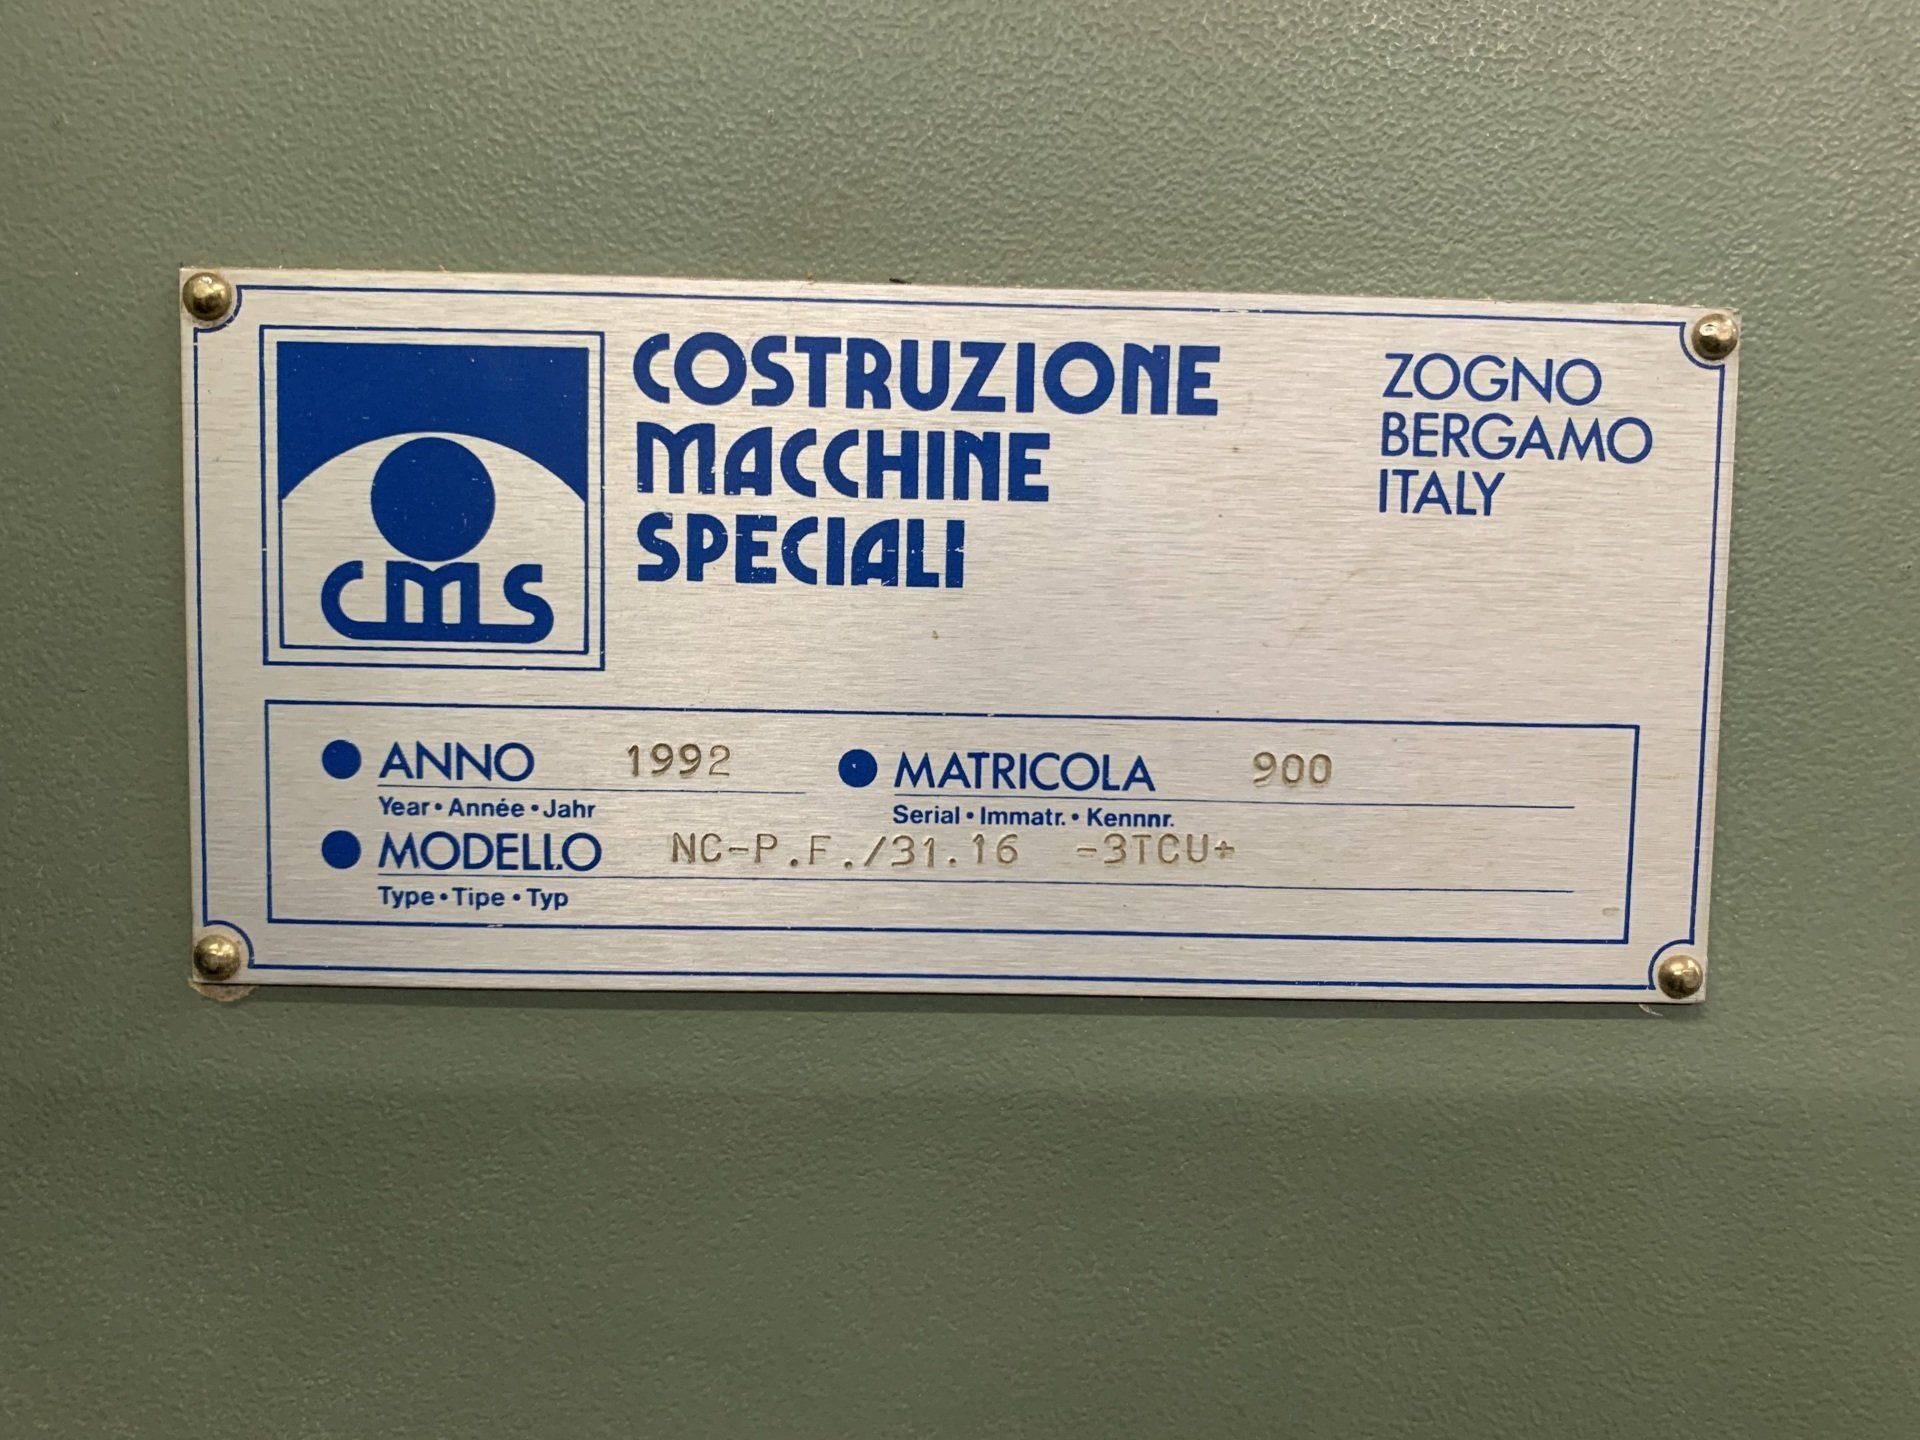 CMS
COSTRUZIONE
MACCHINE
SPECIALI
ZOGNO
BERGAMO
ITALY
ANNO 1992 MATRICOLA 900
Year • Année • Jahr Serial • Immatr. • Kennnr.
MODELLO NC-P.F./31.16 -3TCU+
Type • Tipe • Typ